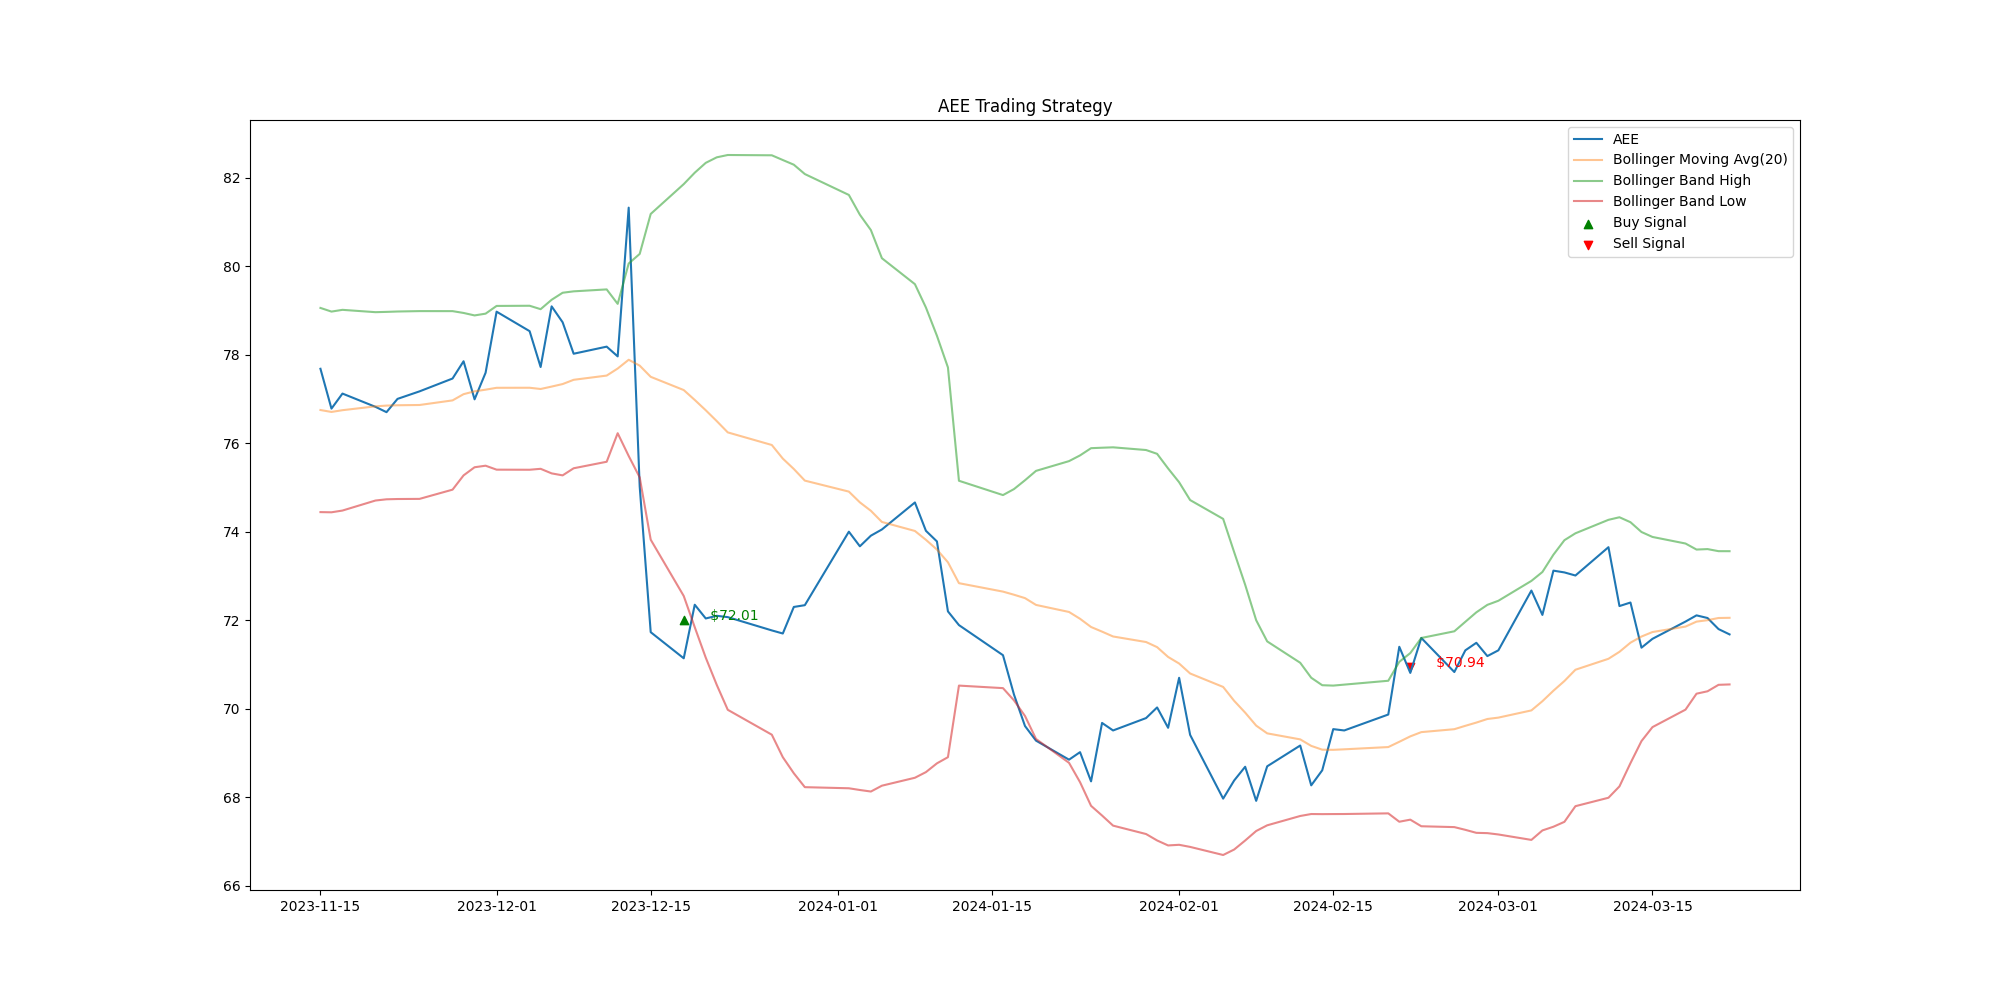 AEE Trading Strategy
AEE
Bollinger Moving Avg(20)
Bollinger Band High
Bollinger Band Low
Buy Signal
Sell Signal
82
80
78
76
74
72
70
68
66
$72.01
$70.94
2023-11-15
2023-12-01
2023-12-15
2024-01-01
2024-01-15
2024-02-01
2024-02-15
2024-03-01
2024-03-15